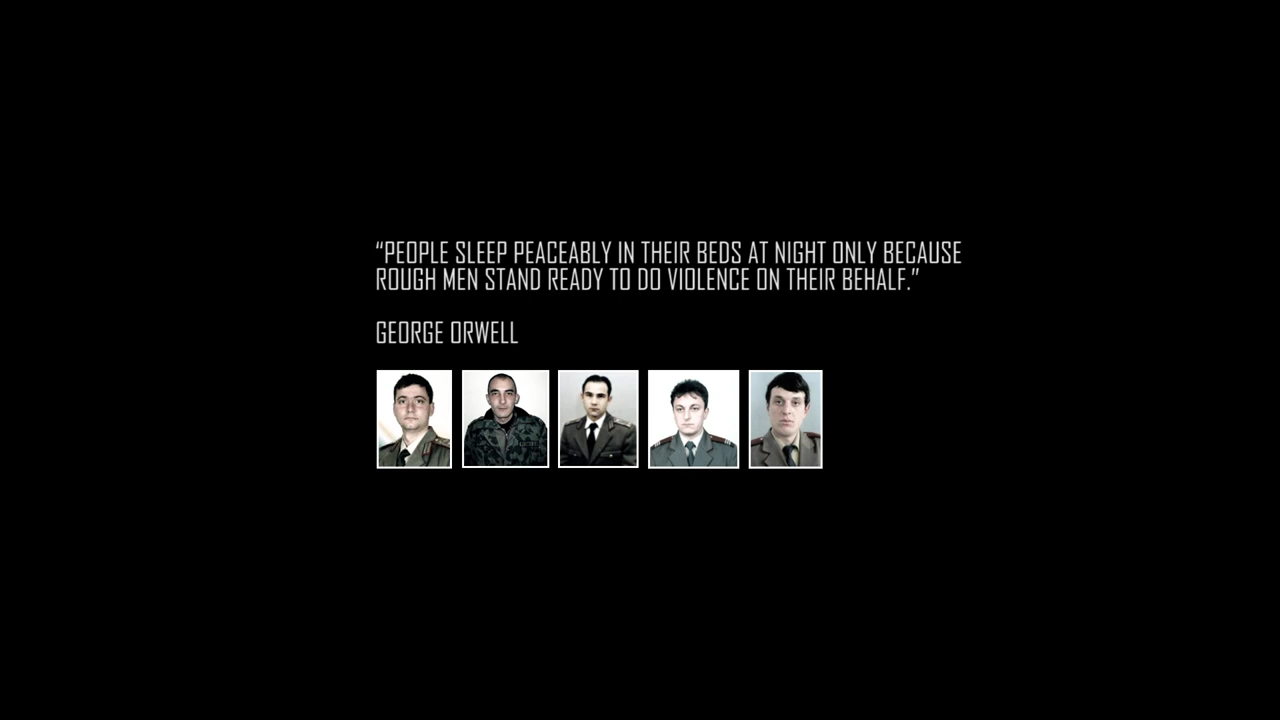 “PEOPLE SLEEP PEACEABLY IN THEIR BEDS AT NIGHT ONLY BECAUSE
ROUGH MEN STAND READY TO DO VIOLENCE ON THEIR BEHALF.”
GEORGE ORWELL